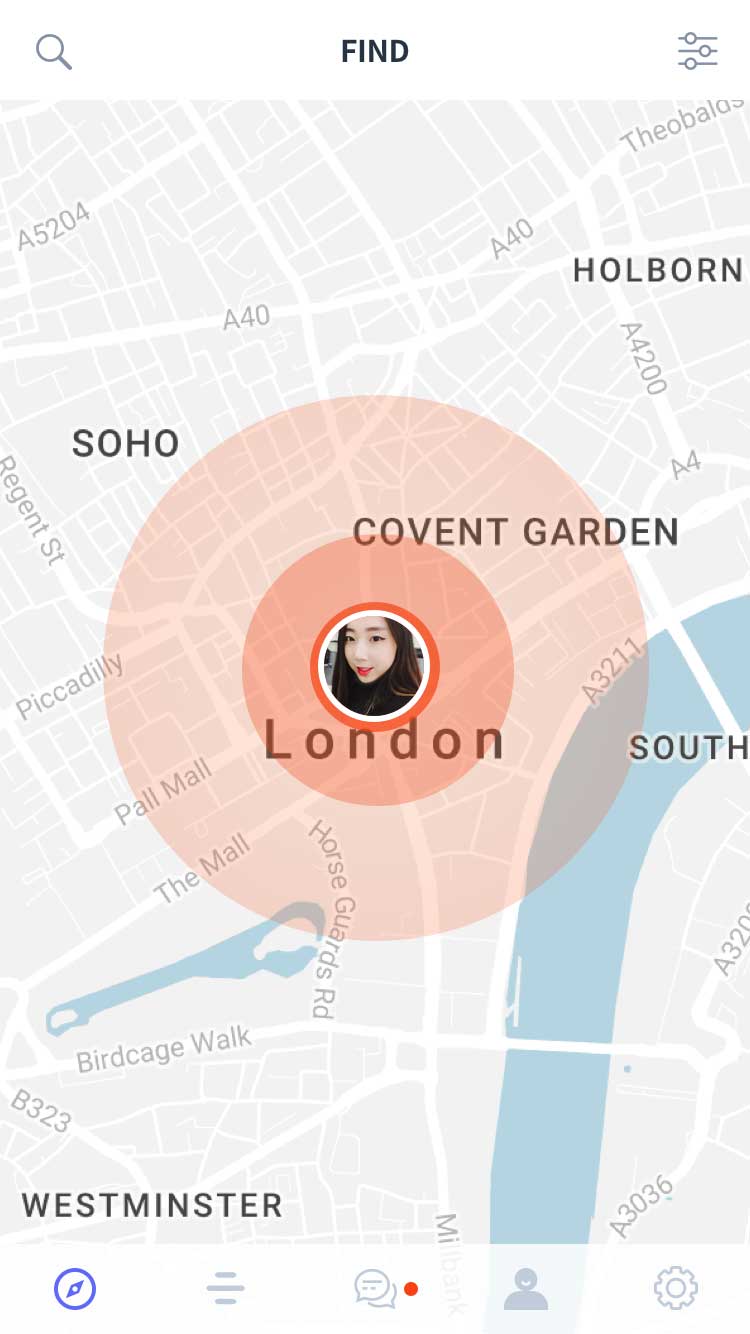 FIND
Theobalds
A5204
A40
HOLBORN
A40
A4200
SOHO
A4
Regent St
COVENT GARDEN
A3211
Piccadilly
London
SOUTH
Pall Mall
The Mall
Horse Guards Rd
A320
Birdcage Walk
B323
WESTMINSTER
A3036
Millbank